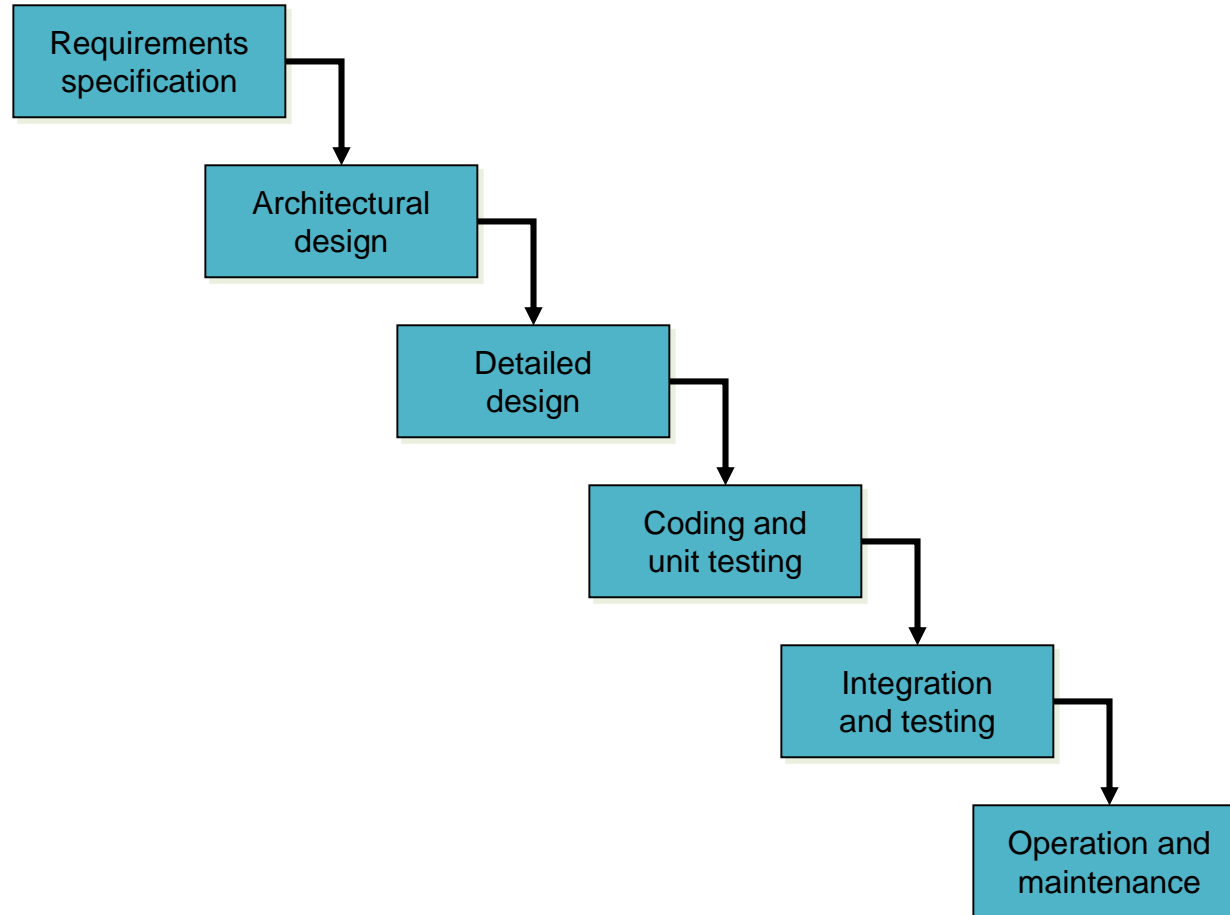 Requirements
specification
Architectural
design
Detailed
design
Coding and
unit testing
Integration
and testing
Operation and
maintenance